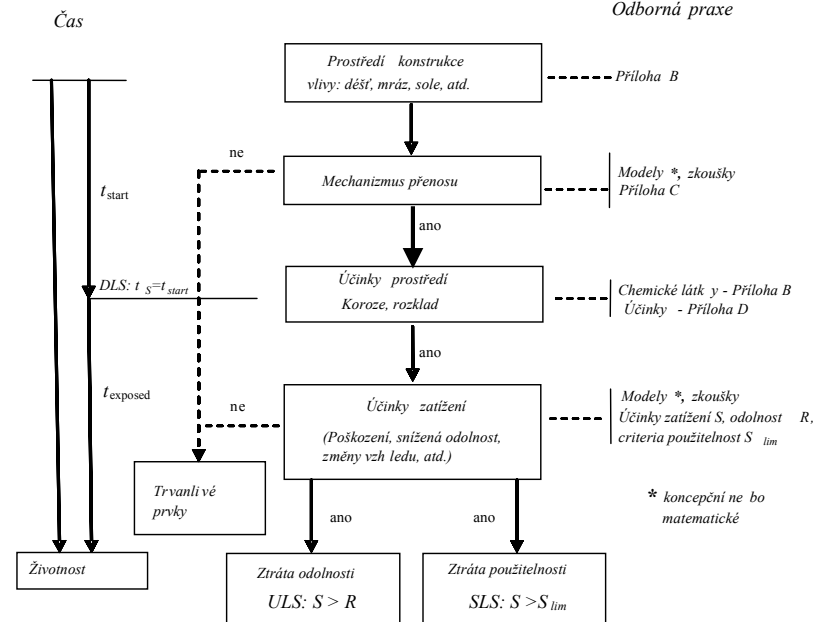 Čas
Odborná praxe
Prostředí konstrukce
vlivy: déšť, mráz, sole, atd.
Příloha B
ne
Mechanizmus přenosu
Modely *, zkoušky
Příloha C
t start
ano
Účinky prostředí
Koroze, rozklad
DLS: t S=t start
Chemické látk y - Příloha B
Účinky - Příloha D
ano
t exposed
ne
Účinky zatížení
(Poškození, snížená odolnost,
změny vzh ledu, atd.)
Modely *, zkoušky
Účinky zatížení S, odolnost R,
criteria použitelnost S lim
Trvanli vé
prvky
* koncepční ne bo
matematické
ano
ano
Životnost
Ztráta odolnosti
ULS: S > R
Ztráta použitelnosti
SLS: S >S lim